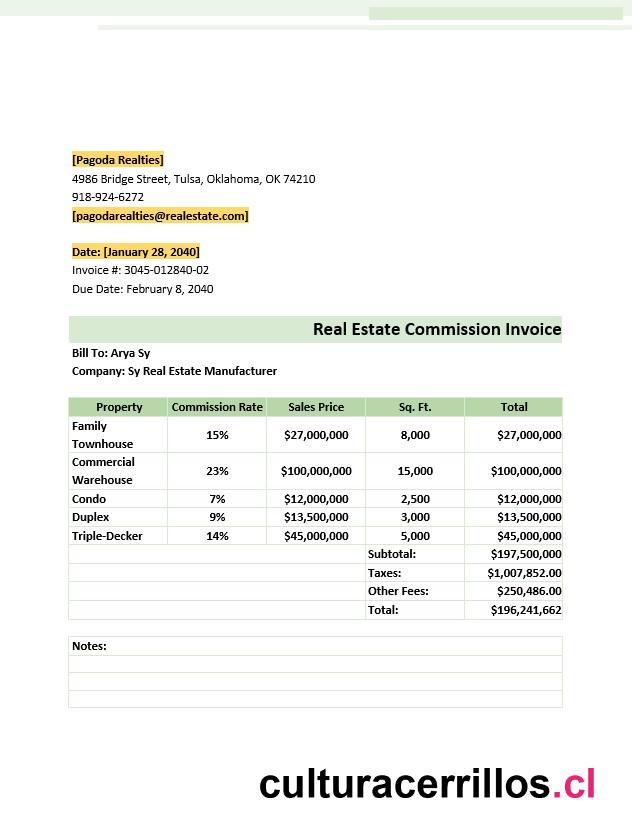 [Pagoda Realties]
4986 Bridge Street, Tulsa, Oklahoma, OK 74210
918-924-6272
[pagodarealties@realestate.com]
Date: [January 28, 2040]
Invoice #: 3045-012840-02
Due Date: February 8, 2040
Real Estate Commission Invoice
Bill To: Arya Sy
Company: Sy Real Estate Manufacturer
Property Commission Rate Sales Price Sq. Ft. Total
Family Townhouse 15% $27,000,000 8,000 $27,000,000
Commercial Warehouse 23% $100,000,000 15,000 $100,000,000
Condo 7% $12,000,000 2,500 $12,000,000
Duplex 9% $13,500,000 3,000 $13,500,000
Triple-Decker 14% $45,000,000 5,000 $45,000,000
Subtotal: $197,500,000
Taxes: $1,007,852.00
Other Fees: $250,486.00
Total: $196,241,662
Notes:
culturacerrillos.cl